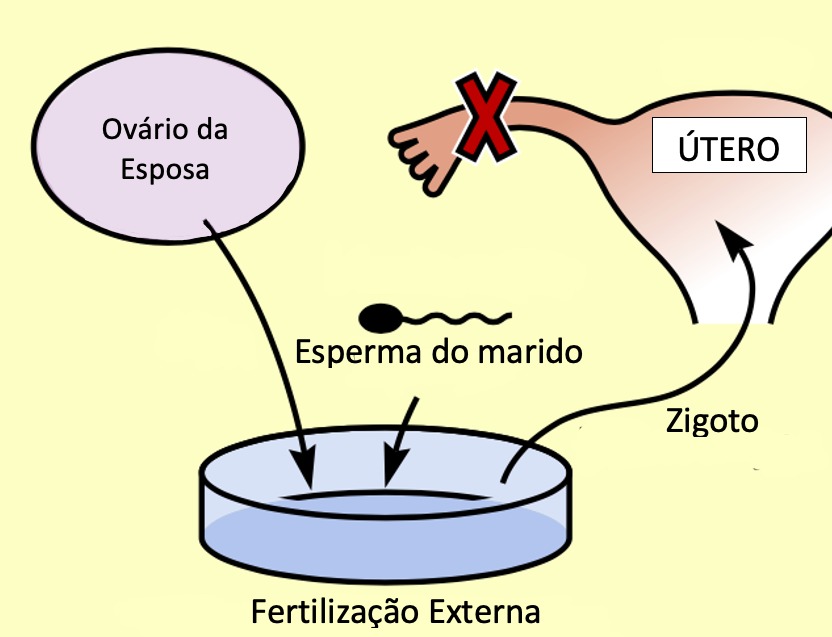 Ovário da
Esposa
ÚTERO
Esperma do marido
Zigoto
Fertilização Externa